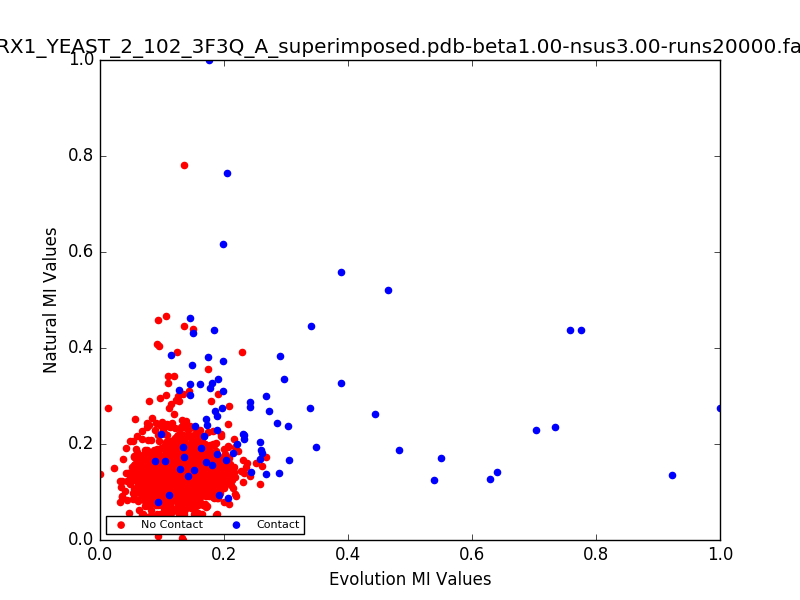 RX1_YEAST_2_102_3F3Q_A_superimposed.pdb-beta1.00-nsus3.00-runs20000.fa
1.0
0.8
0.6
0.4
0.2
0.0
Natural MI Values
No Contact Contact
0.0 0.2 0.4 0.6 0.8 1.0
Evolution MI Values